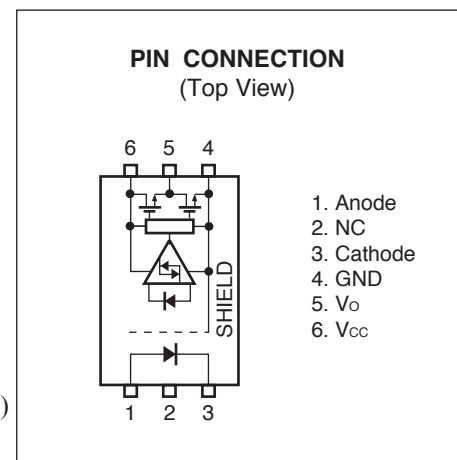 PIN CONNECTION
(Top View)
6 5 4
SHIELD
1 2 3
1. Anode
2. NC
3. Cathode
4. GND
5. Vo
6. Vcc
)